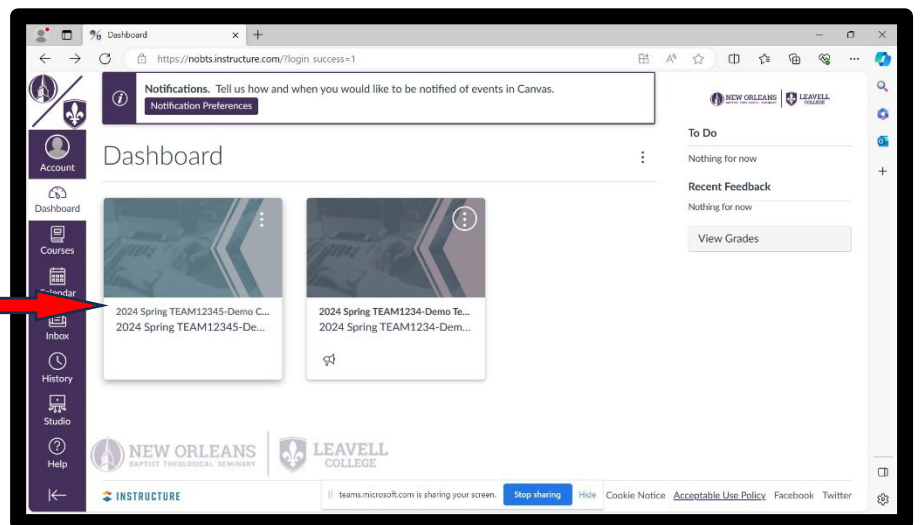 Dashboard
https://nobts.instructure.com/?login_success=1
Notifications. Tell us how and when you would like to be notified of events in Canvas.
Notification Preferences
NEW ORLEANS
LEAVELL
COLLEGE
Account
Dashboard
Courses
Calendar
Inbox
History
Studio
Help
Dashboard
2024 Spring TEAM12345-Demo C...
2024 Spring TEAM12345-De...
2024 Spring TEAM1234-Demo Te...
2024 Spring TEAM1234-Dem...
To Do
Nothing for now
Recent Feedback
Nothing for now
View Grades
NEW ORLEANS
BAPTIST THEOLOGICAL SEMINARY
LEAVELL
COLLEGE
INSTRUCTURE
teams.microsoft.com is sharing your screen. Stop sharing Hide
Cookie Notice Acceptable Use Policy Facebook Twitter